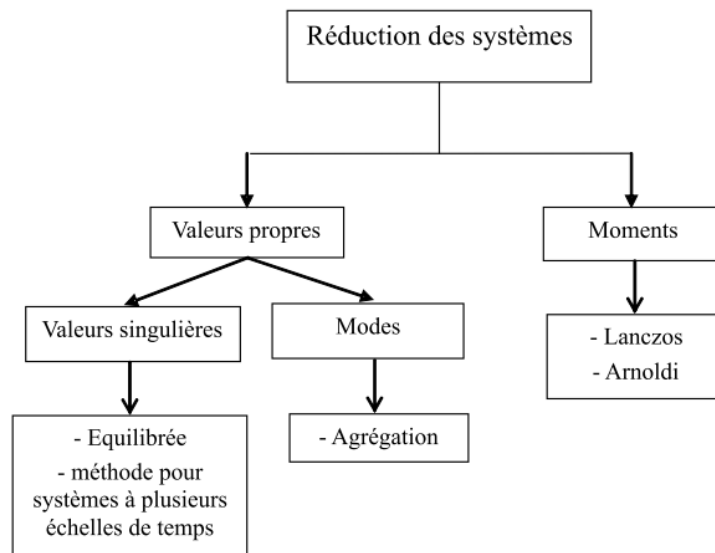 Réduction des systèmes
Valeurs propres
Moments
Valeurs singulières
Modes
- Lanczos
- Arnoldi
- Equilibrée
- méthode pour
systèmes à plusieurs
échelles de temps
- Agrégation